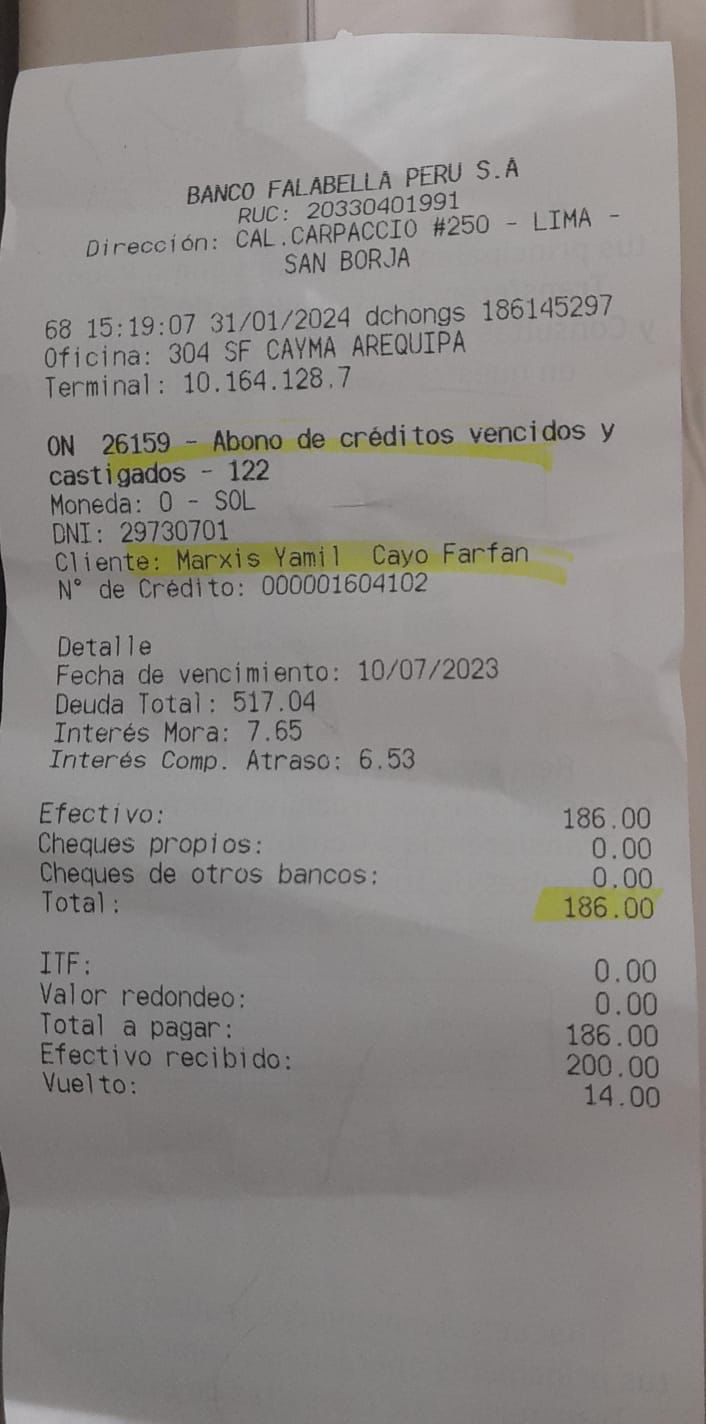 BANCO FALABELLA PERU S.A
RUC: 20330401991
Dirección: CAL.CARPACCIO #250 - LIMA -
SAN BORJA
68 15:19:07 31/01/2024 dchongs 186145297
Oficina: 304 SF CAYMA AREQUIPA
Terminal: 10.164.128.7
ON 26159 - Abono de créditos vencidos y
castigados - 122
Moneda: 0 - SOL
DNI: 29730701
Cliente: Marxis Yamil Cayo Farfan
N° de Crédito: 000001604102
Detalle
Fecha de vencimiento: 10/07/2023
Deuda Total: 517.04
Interés Mora: 7.65
Interés Comp. Atraso: 6.53
Efectivo: 186.00
Cheques propios: 0.00
Cheques de otros bancos: 0.00
Total: 186.00
ITF: 0.00
Valor redondeo: 0.00
Total a pagar: 186.00
Efectivo recibido: 200.00
Vuelto: 14.00